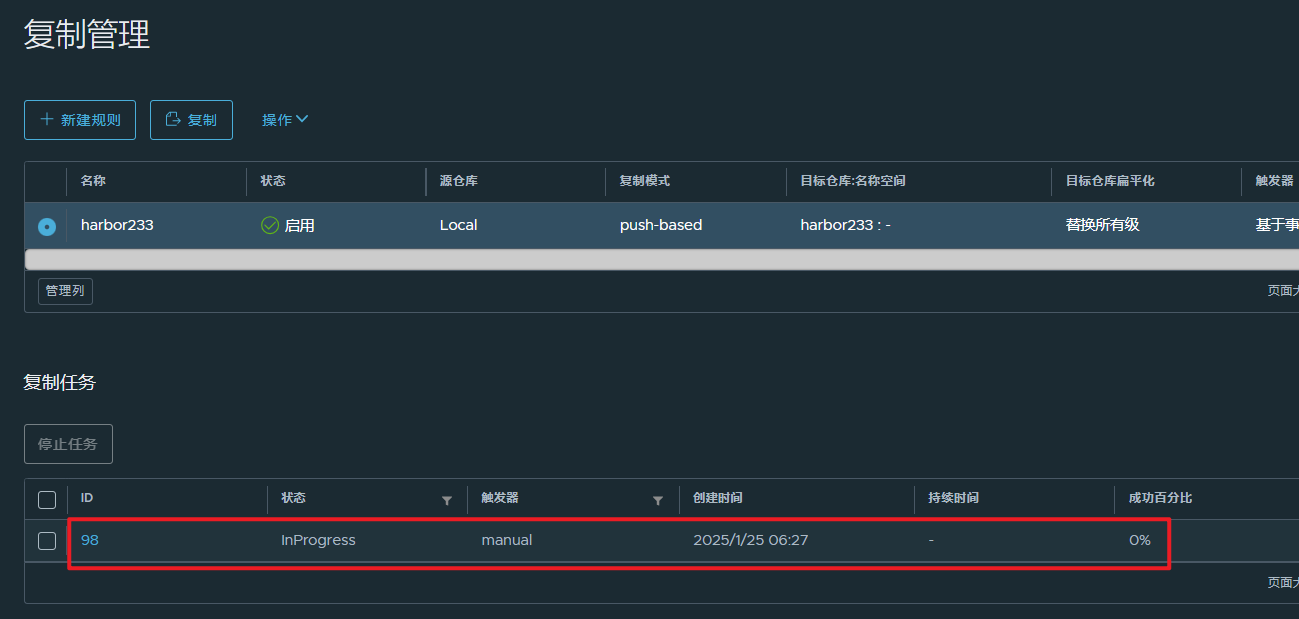 复制管理
新建规则 复制 操作
名称 状态 源仓库 复制模式 目标仓库:名称空间 目标仓库扁平化 触发器
harbor233 启用 Local push-based harbor233 : - 替换所有级 基于事
管理列 页面大
复制任务
停止任务
ID 状态 触发器 创建时间 持续时间 成功百分比
98 InProgress manual 2025/1/25 06:27 - 0%
页面大